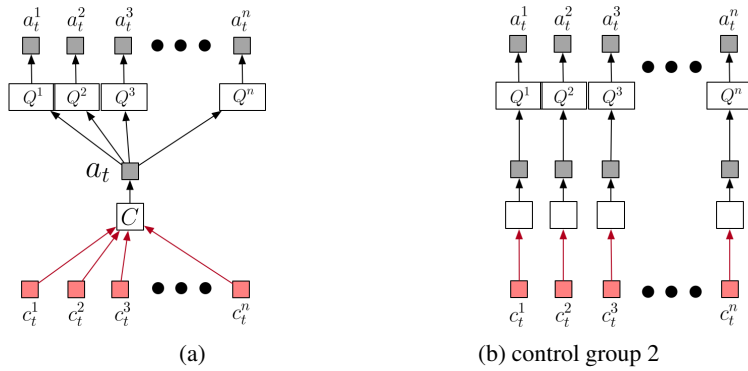 a_t^1 a_t^2 a_t^3 a_t^n
Q^1 Q^2 Q^3 Q^n
a_t
C
c_t^1 c_t^2 c_t^3 c_t^n
(a)
a_t^1 a_t^2 a_t^3 a_t^n
Q^1 Q^2 Q^3 Q^n
c_t^1 c_t^2 c_t^3 c_t^n
(b) control group 2